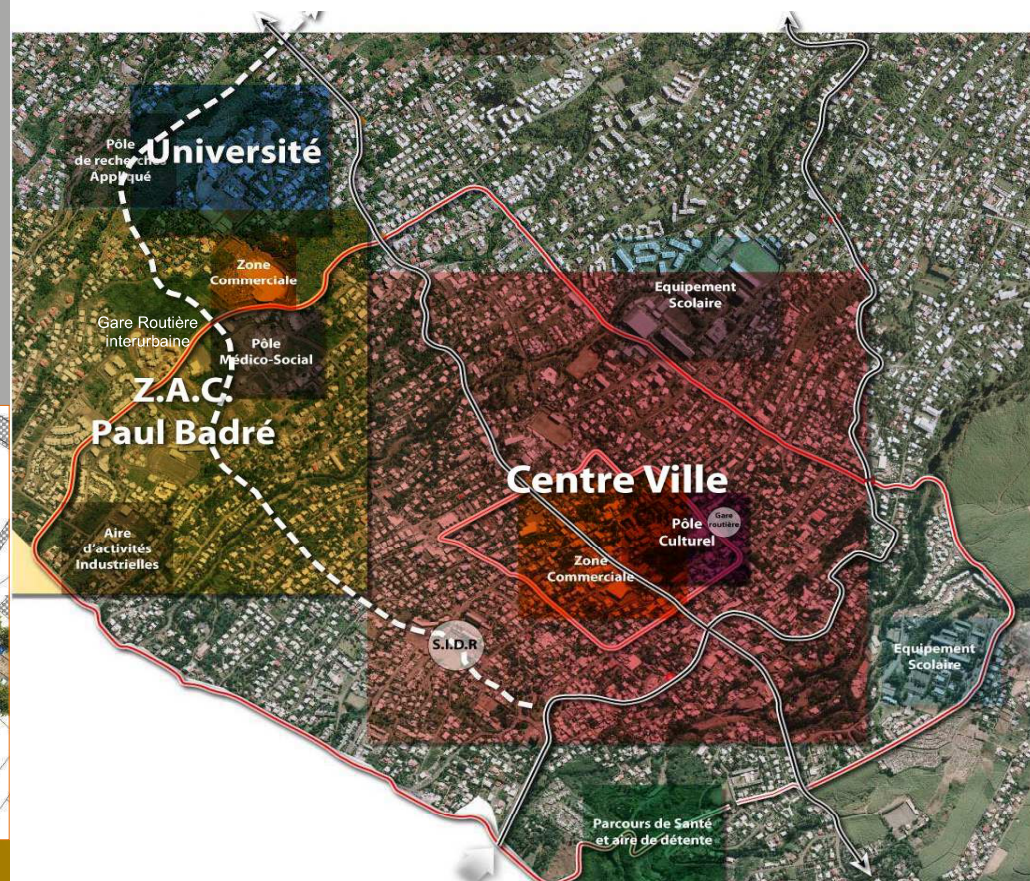 Université
Pôle
de recherches
Appliqué
Zone
Commerciale
Gare Routière
interurbaine
Pôle
Médico-Social
Z.A.C.
Paul Badré
Aire
d'activités
Industrielles
Equipement
Scolaire
Centre Ville
Gare
routière
Pôle
Culturel
Zone
Commerciale
S.I.D.R
Equipement
Scolaire
Parcours de Santé
et aire de détente